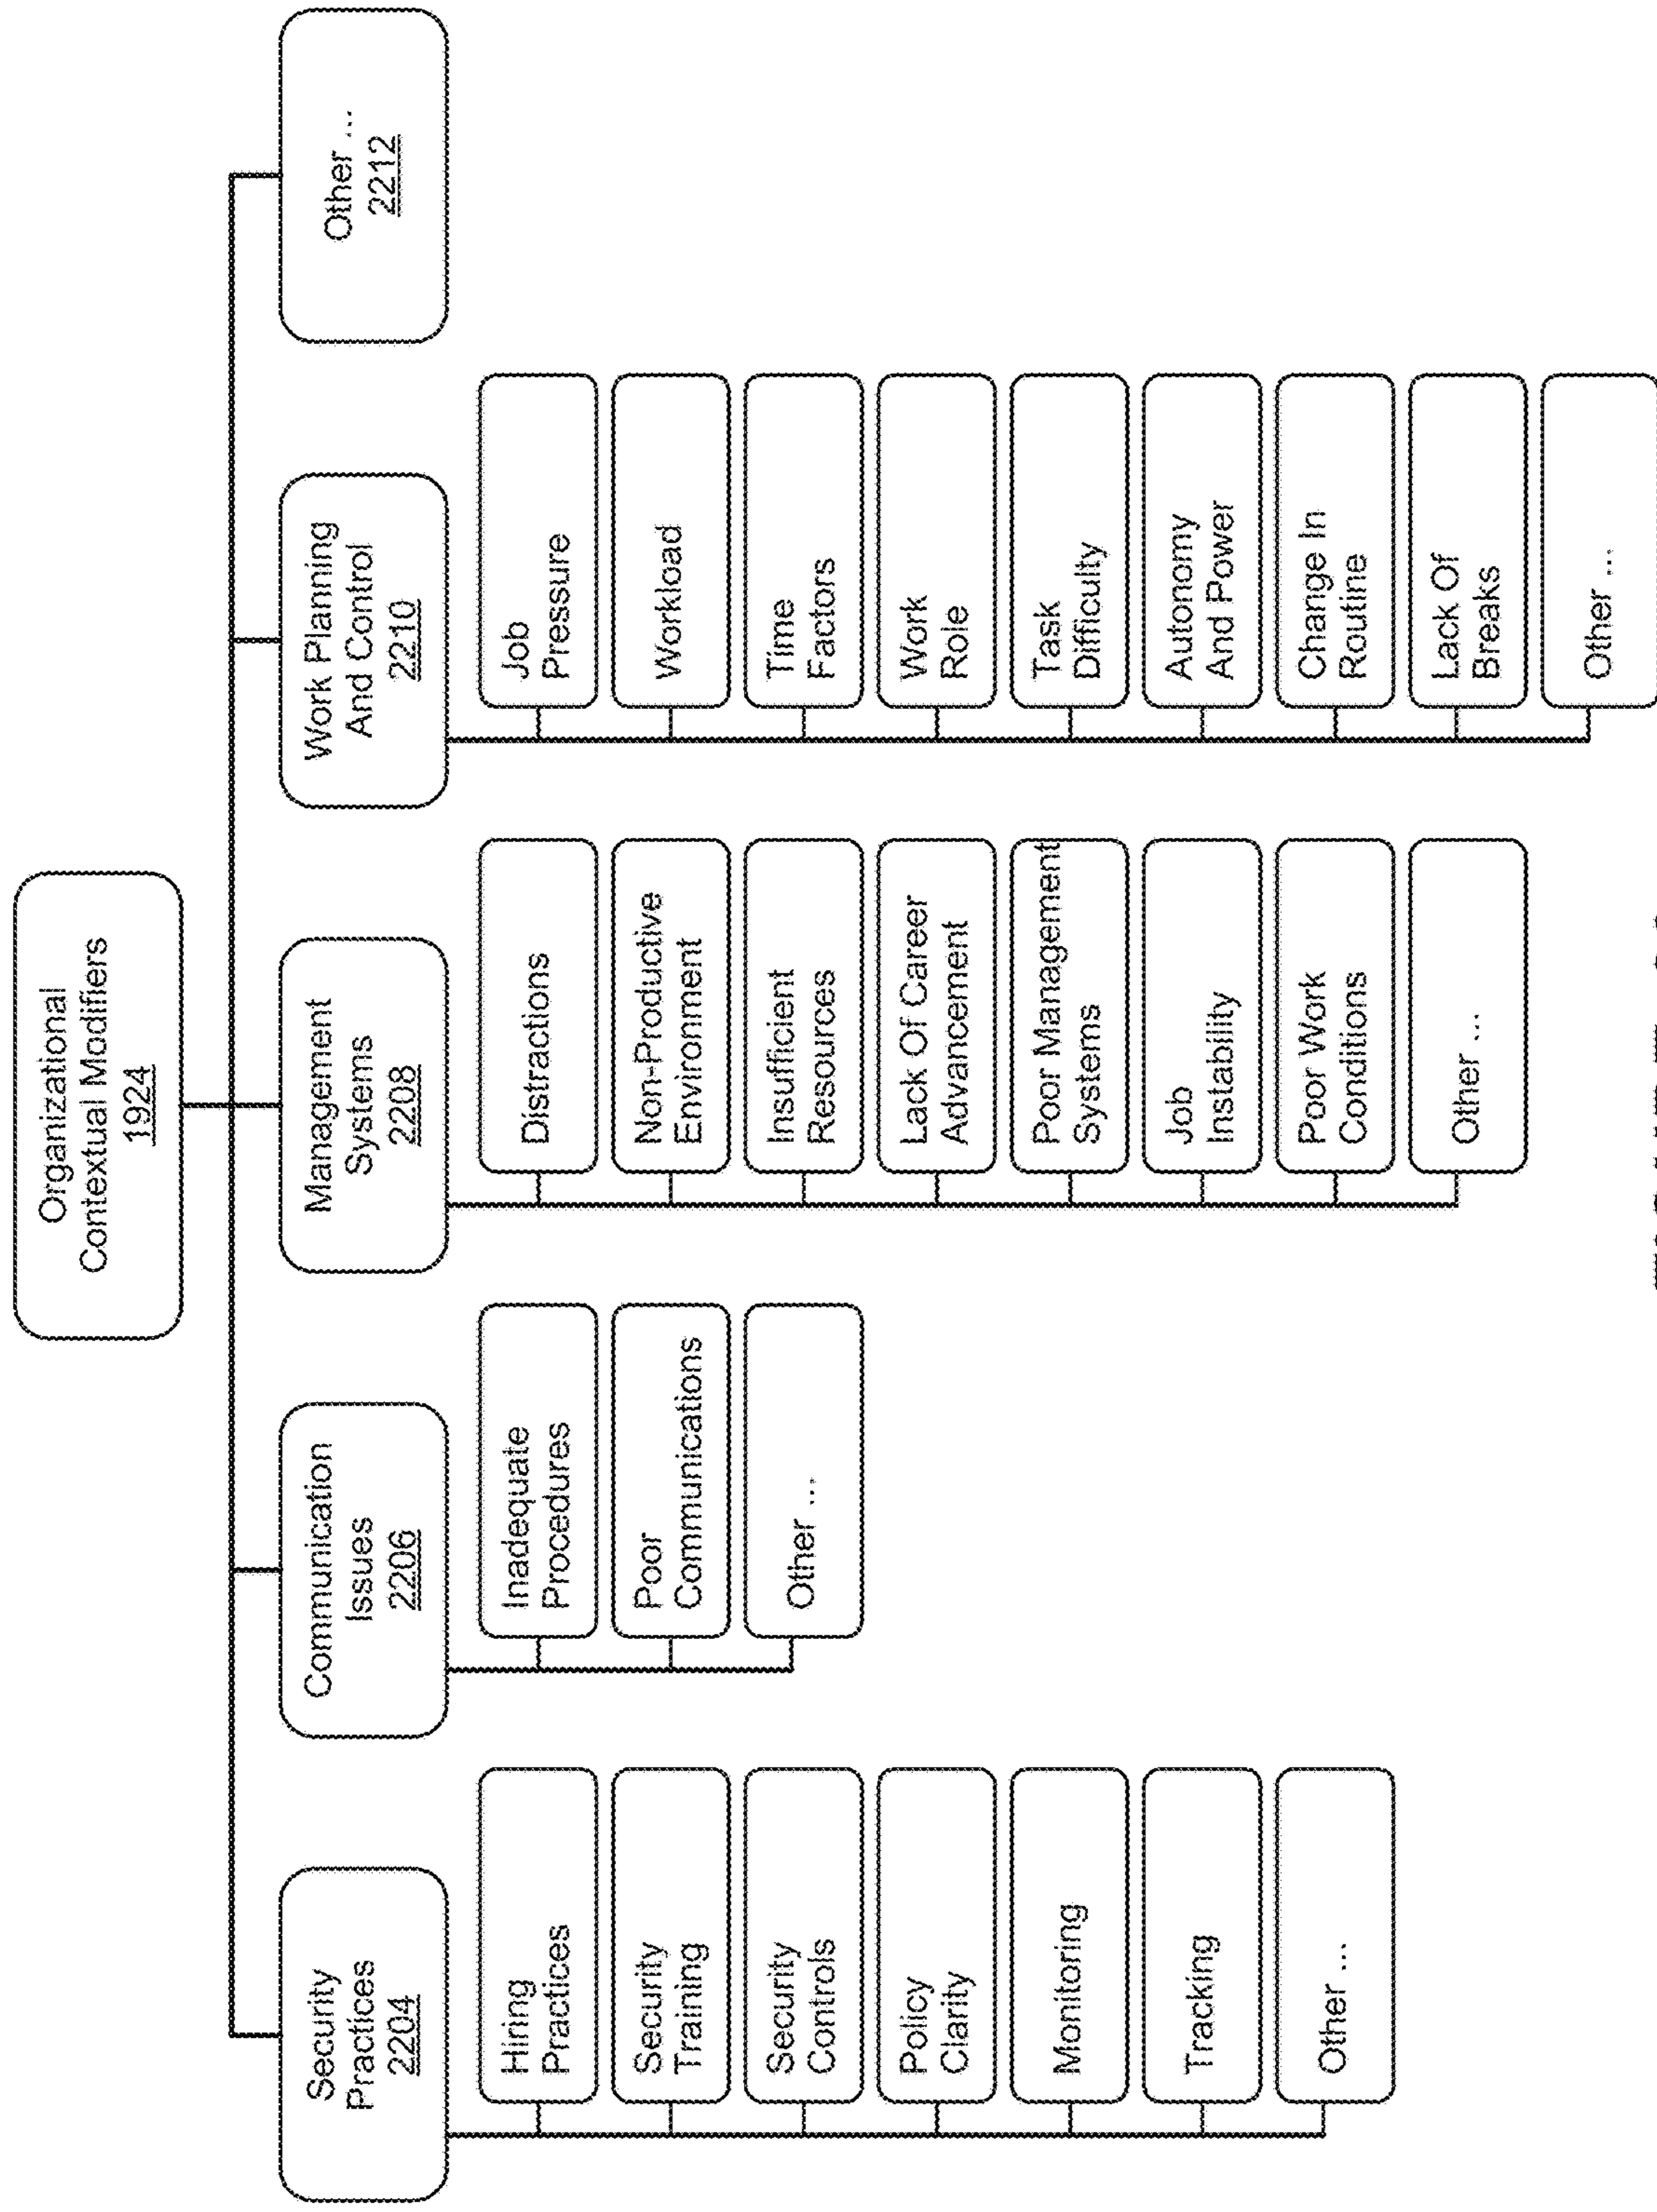 Organizational
Contextual Modifiers
1924
Security
Practices
2204
Hiring
Practices
Security
Training
Security
Controls
Policy
Clarity
Monitoring
Tracking
Other ...
Communication
Issues
2206
Inadequate
Procedures
Poor
Communications
Other ...
Management
Systems
2208
Distractions
Non-Productive
Environment
Insufficient
Resources
Lack Of Career
Advancement
Poor Management
Systems
Job
Instability
Poor Work
Conditions
Other ...
Work Planning
And Control
2210
Job
Pressure
Workload
Time
Factors
Work
Role
Task
Difficulty
Autonomy
And Power
Change In
Routine
Lack Of
Breaks
Other ...
Other ...
2212